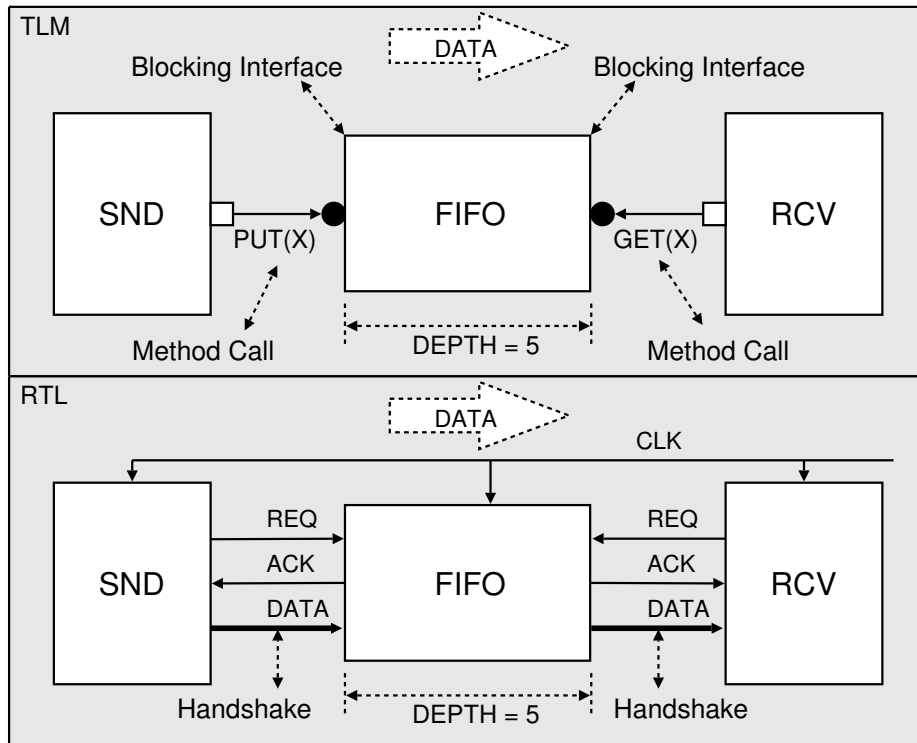 TLM
DATA
Blocking Interface
Blocking Interface
SND
FIFO
RCV
PUT(X)
GET(X)
Method Call
DEPTH = 5
Method Call
RTL
DATA
CLK
REQ
REQ
SND
ACK
FIFO
ACK
RCV
DATA
DATA
Handshake
DEPTH = 5
Handshake